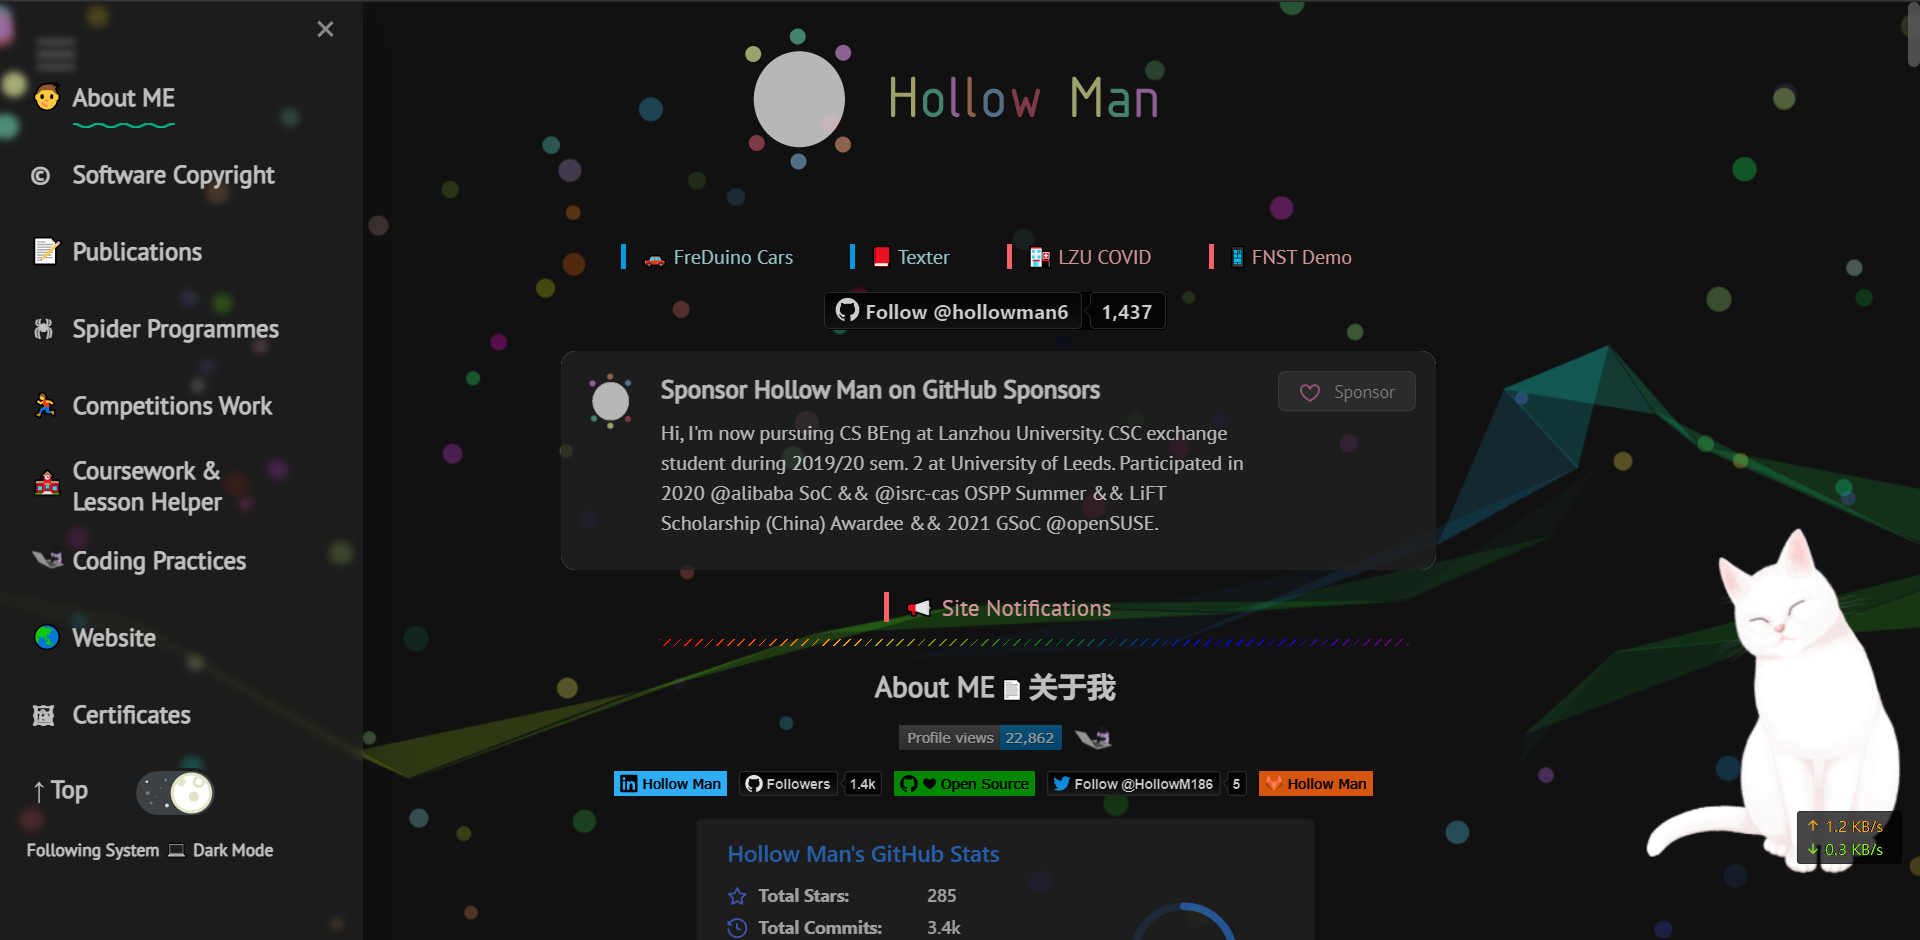 ×
About ME
© Software Copyright
Publications
Spider Programmes
Competitions Work
Coursework &
Lesson Helper
Coding Practices
Website
Certificates
↑ Top
Following System Dark Mode
Hollow Man
FreDuino Cars
Texter
LZU COVID
FNST Demo
Follow @hollowman6 1,437
Sponsor Hollow Man on GitHub Sponsors
Sponsor
Hi, I'm now pursuing CS BEng at Lanzhou University. CSC exchange
student during 2019/20 sem. 2 at University of Leeds. Participated in
2020 @alibaba SoC && @isrc-cas OSPP Summer && LiFT
Scholarship (China) Awardee && 2021 GSoC @openSUSE.
Site Notifications
About ME 关于我
Profile views 22,862
in Hollow Man
Followers 1.4k
Open Source
Follow @HollowM186 5
Hollow Man
Hollow Man's GitHub Stats
Total Stars: 285
Total Commits: 3.4k
↑ 1.2 KB/s
↓ 0.3 KB/s